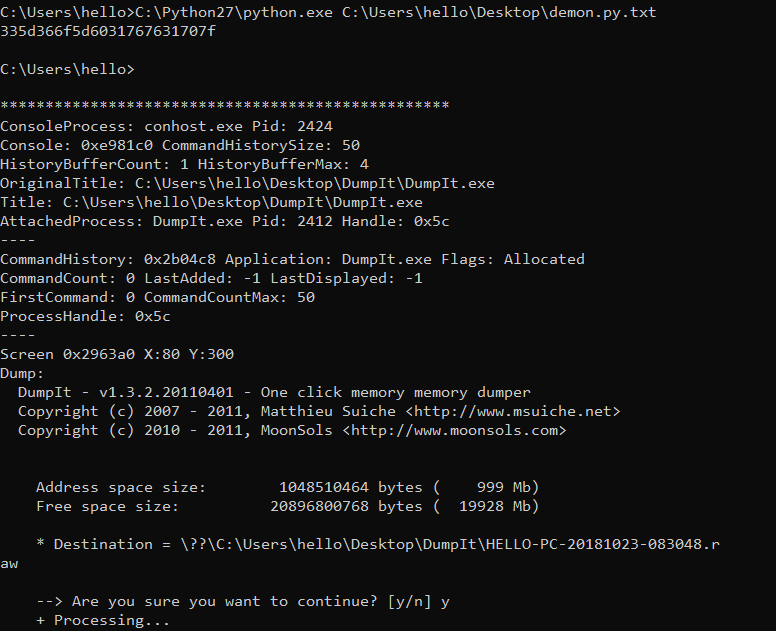 C:\Users\hello>C:\Python27\python.exe C:\Users\hello\Desktop\demon.py.txt
335d366f5d6031767631707f
C:\Users\hello>
**************************************************
ConsoleProcess: conhost.exe Pid: 2424
Console: 0xe981c0 CommandHistorySize: 50
HistoryBufferCount: 1 HistoryBufferMax: 4
OriginalTitle: C:\Users\hello\Desktop\DumpIt\DumpIt.exe
Title: C:\Users\hello\Desktop\DumpIt\DumpIt.exe
AttachedProcess: DumpIt.exe Pid: 2412 Handle: 0x5c
----
CommandHistory: 0x2b04c8 Application: DumpIt.exe Flags: Allocated
CommandCount: 0 LastAdded: -1 LastDisplayed: -1
FirstCommand: 0 CommandCountMax: 50
ProcessHandle: 0x5c
----
Screen 0x2963a0 X:80 Y:300
Dump:
  DumpIt - v1.3.2.20110401 - One click memory memory dumper
  Copyright (c) 2007 - 2011, Matthieu Suiche <http://www.msuiche.net>
  Copyright (c) 2010 - 2011, MoonSols <http://www.moonsols.com>
    Address space size:        1048510464 bytes (    999 Mb)
    Free space size:          20896800768 bytes (  19928 Mb)
    * Destination = \??\C:\Users\hello\Desktop\DumpIt\HELLO-PC-20181023-083048.r
aw
    --> Are you sure you want to continue? [y/n] y
    + Processing...